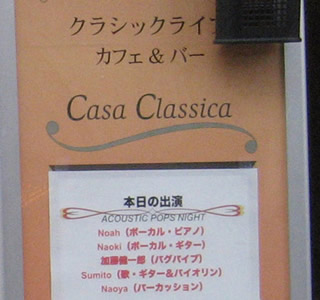 クラシックライブ
カフェ & バー
Casa Classica
本日の出演
ACOUSTIC POPS NIGHT
Noah (ボーカル・ピアノ)
Naoki (ボーカル・ギター)
加藤健一郎 (バグパイプ)
Sumito (歌・ギター&バイオリン)
Naoya (パーカッション)